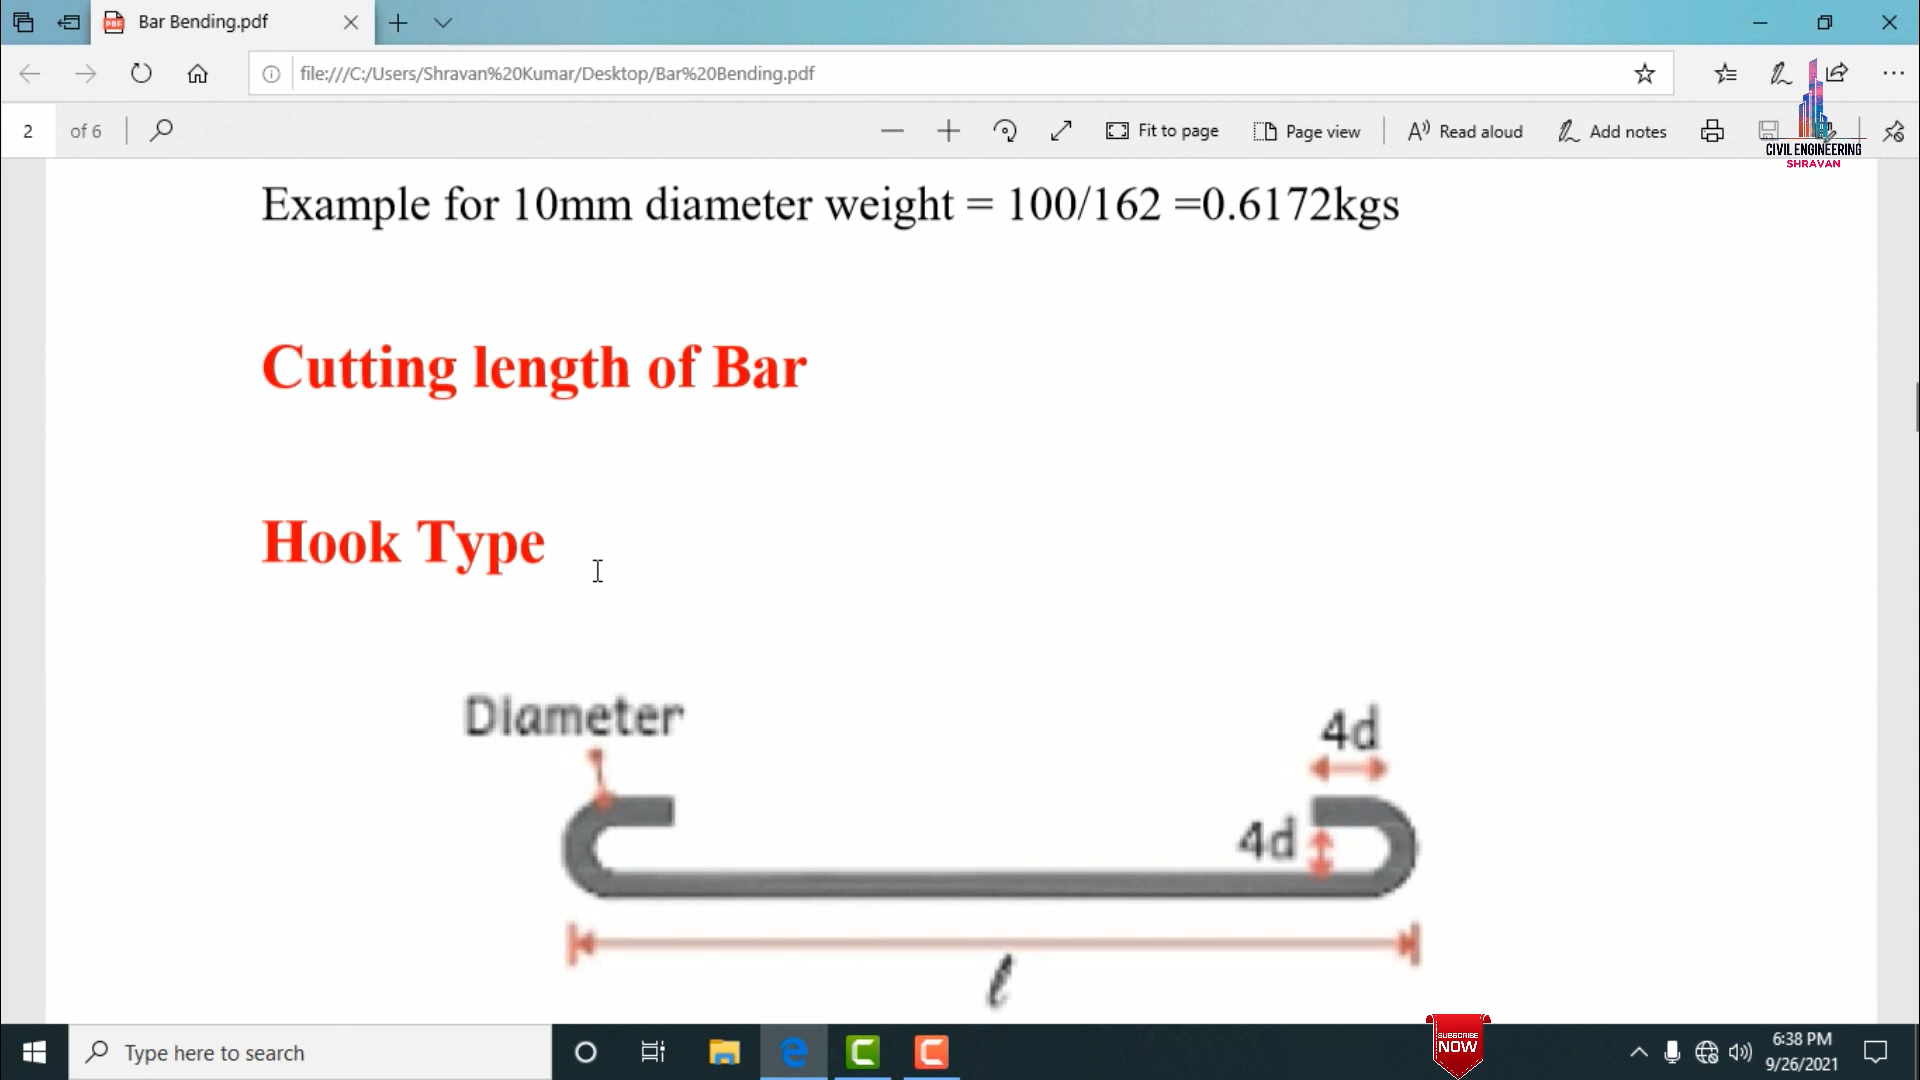 Bar Bending.pdf
file:///C:/Users/Shravan%20Kumar/Desktop/Bar%20Bending.pdf
2 of 6
Fit to page
Page view
Read aloud
Add notes
CIVIL ENGINEERING
SHRAVAN
Example for 10mm diameter weight = 100/162 =0.6172kgs
Cutting length of Bar
Hook Type
Diameter
4d
4d
ℓ
Type here to search
SUBSCRIBE
NOW
6:38 PM
9/26/2021